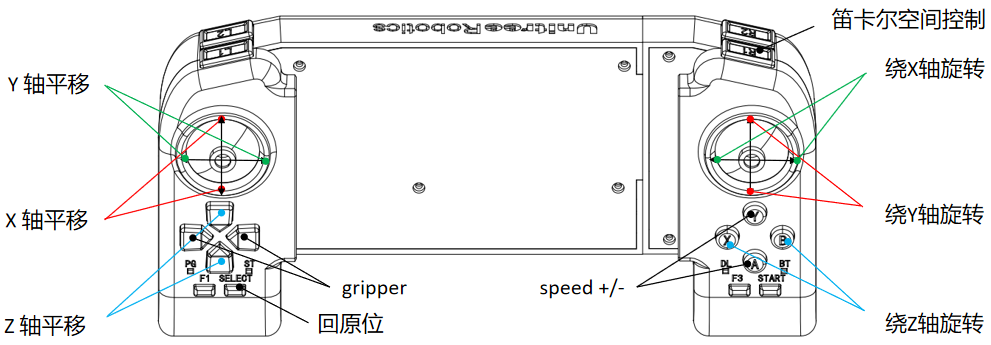 UnitreeRobotics
L2
L1
R2
R1
笛卡尔空间控制
Y 轴平移
绕X轴旋转
X 轴平移
绕Y轴旋转
Y
X
B
A
PG
ST
F1
SELECT
DL
BT
F3
START
gripper
speed +/-
Z 轴平移
回原位
绕Z轴旋转